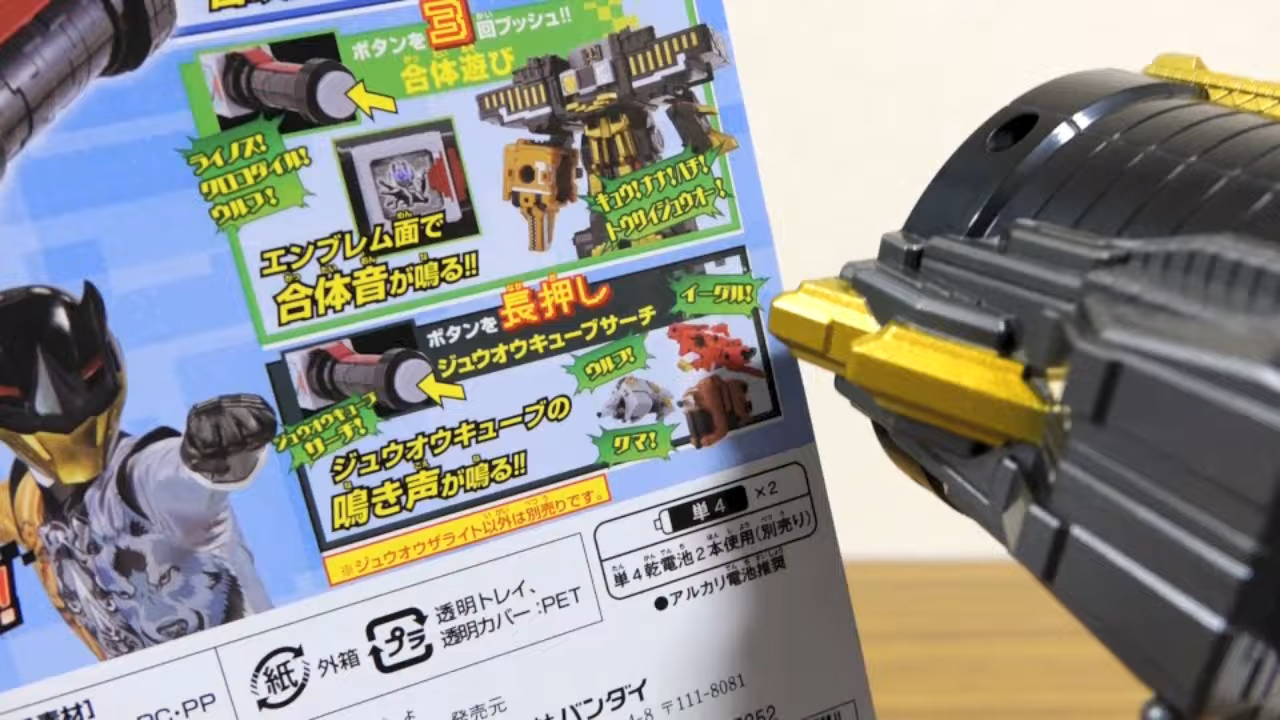 ボタンを3回プッシュ!!
合体遊び
ライノス!
クロコダイル!
ウルフ!
キュウ!ナナ!ハチ!
トウサイジュウオー!
エンブレム面で
合体音が鳴る!!
ボタンを長押し
ジュウオウキューブサーチ
イーグル!
ウルフ!
クマ!
ジュウオウキューブ
サーチ!
ジュウオウキューブの
鳴き声が鳴る!!
※ジュウオウザライト以外は別売りです。
単4 ×2
単4乾電池2本使用(別売り)
●アルカリ電池推奨
紙 外箱
プラ 透明トレイ、
透明カバー:PET
素材]
PC・PP
発売元
バンダイ
〒111-8081